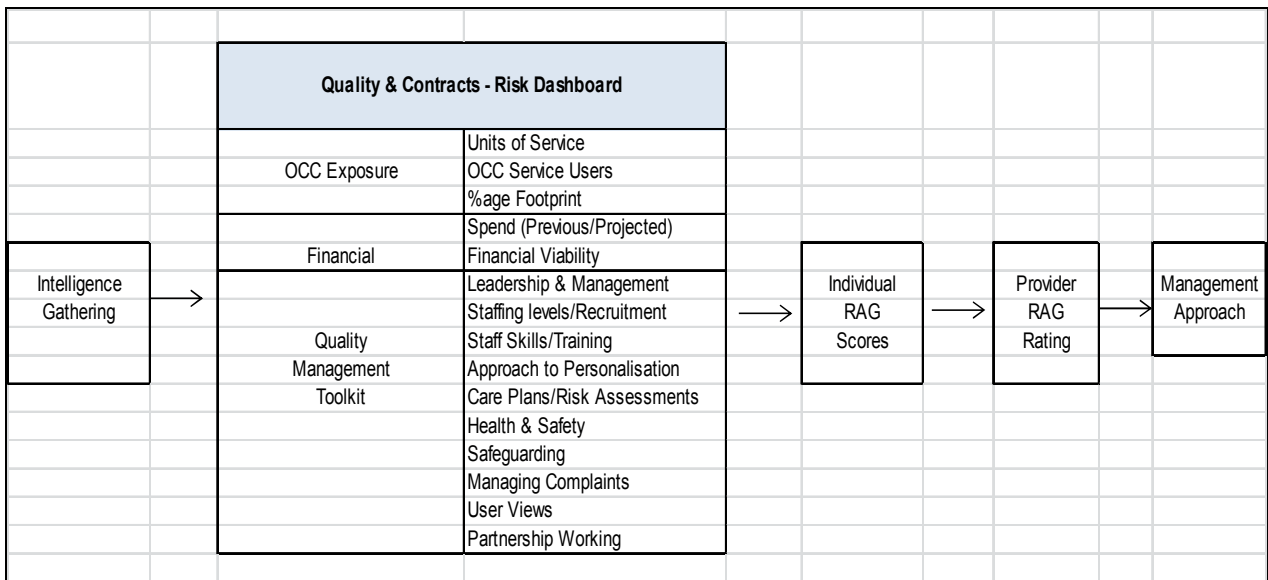 Quality & Contracts - Risk Dashboard
OCC Exposure
Units of Service
OCC Service Users
%age Footprint
Financial
Spend (Previous/Projected)
Financial Viability
Quality
Management
Toolkit
Leadership & Management
Staffing levels/Recruitment
Staff Skills/Training
Approach to Personalisation
Care Plans/Risk Assessments
Health & Safety
Safeguarding
Managing Complaints
User Views
Partnership Working
Intelligence
Gathering
Individual
RAG
Scores
Provider
RAG
Rating
Management
Approach